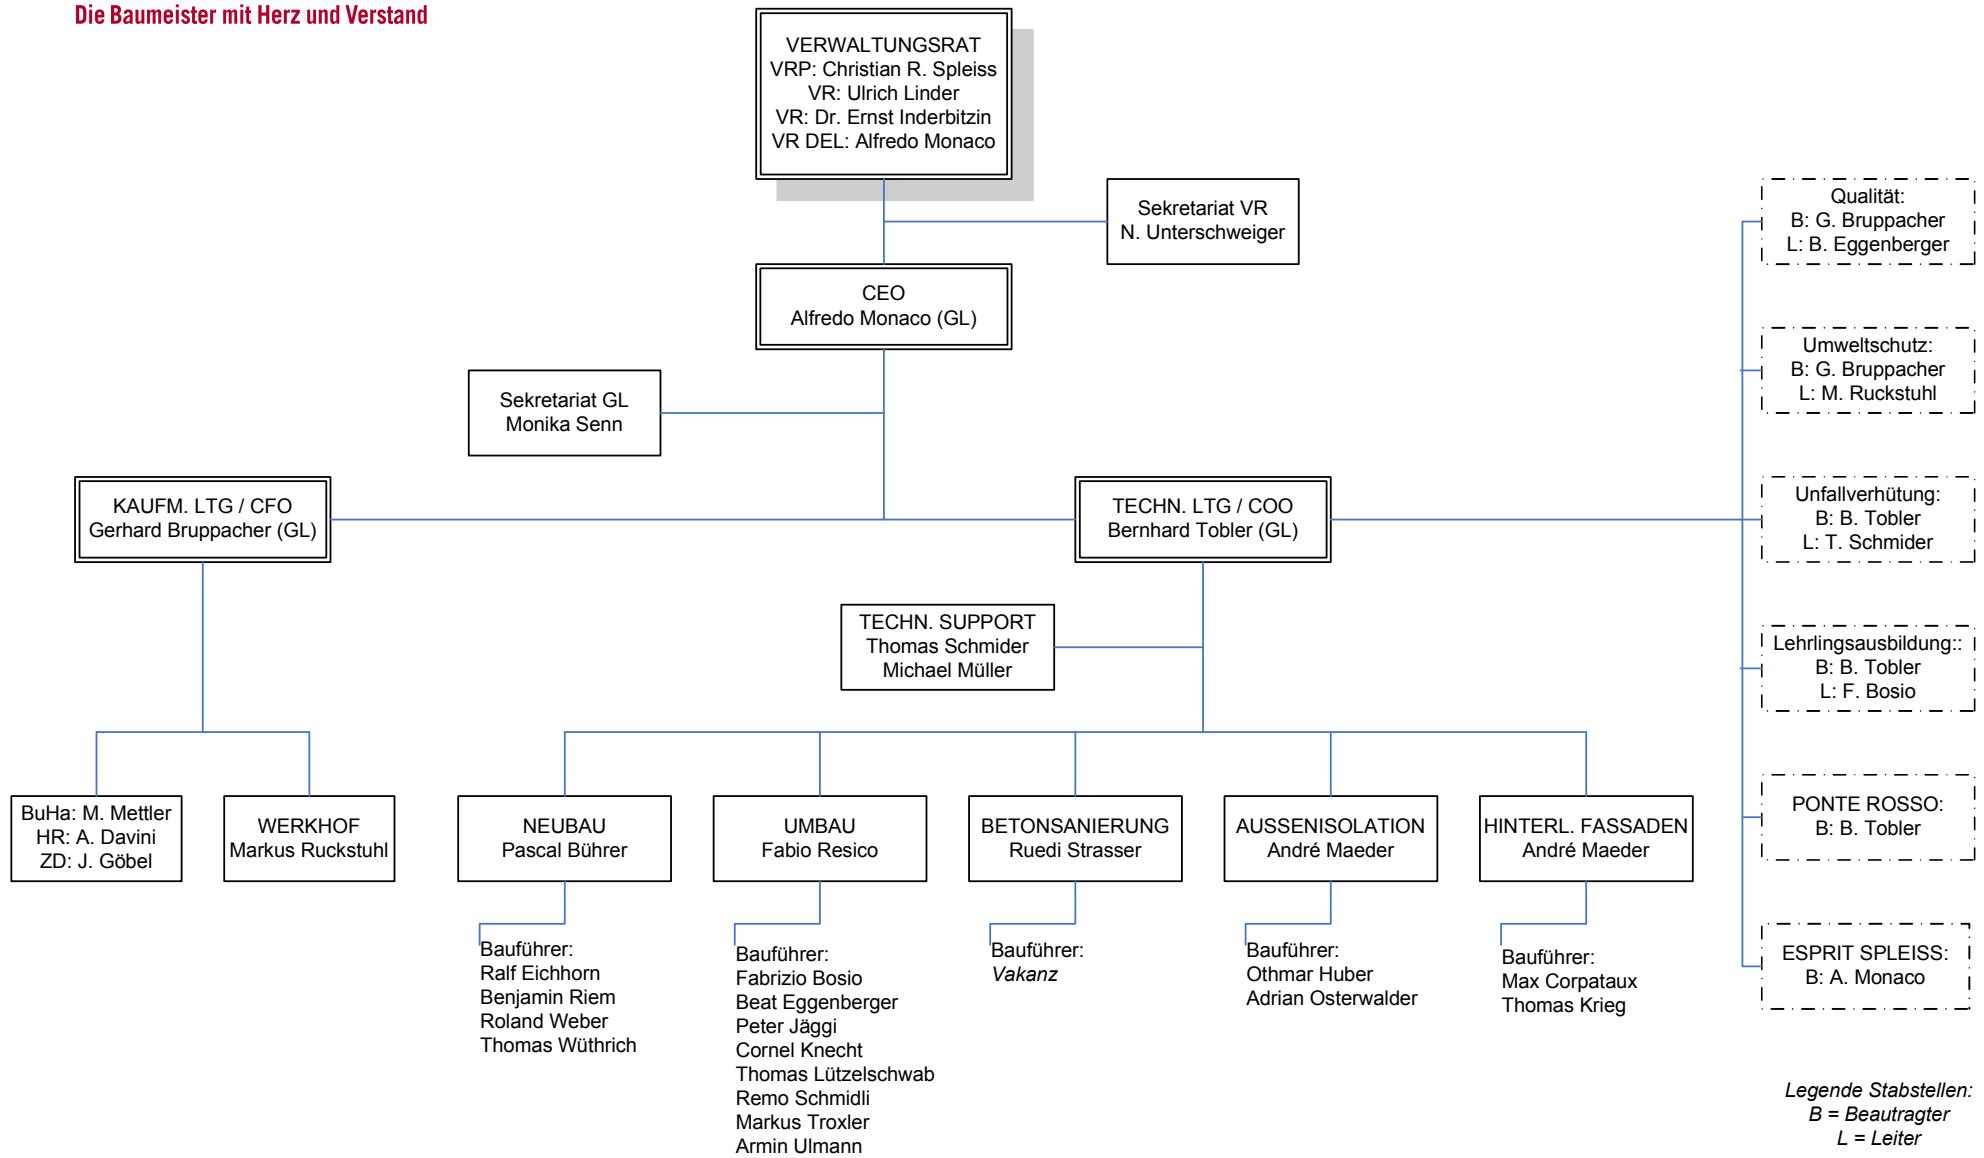 Die Baumeister mit Herz und Verstand
VERWALTUNGSRAT
VRP: Christian R. Spleiss
VR: Ulrich Linder
VR: Dr. Ernst Inderbitzin
VR DEL: Alfredo Monaco
Sekretariat VR
N. Unterschweiger
CEO
Alfredo Monaco (GL)
Sekretariat GL
Monika Senn
KAUFM. LTG / CFO
Gerhard Bruppacher (GL)
TECHN. LTG / COO
Bernhard Tobler (GL)
TECHN. SUPPORT
Thomas Schmider
Michael Müller
BuHa: M. Mettler
HR: A. Davini
ZD: J. Göbel
WERKHOF
Markus Ruckstuhl
NEUBAU
Pascal Bührer
UMBAU
Fabio Resico
BETONSANIERUNG
Ruedi Strasser
AUSSENISOLATION
André Maeder
HINTERL. FASSADEN
André Maeder
Bauführer:
Ralf Eichhorn
Benjamin Riem
Roland Weber
Thomas Wüthrich
Bauführer:
Fabrizio Bosio
Beat Eggenberger
Peter Jäggi
Cornel Knecht
Thomas Lützelschwab
Remo Schmidli
Markus Troxler
Armin Ulmann
Bauführer:
Vakanz
Bauführer:
Othmar Huber
Adrian Osterwalder
Bauführer:
Max Corpataux
Thomas Krieg
Qualität:
B: G. Bruppacher
L: B. Eggenberger
Umweltschutz:
B: G. Bruppacher
L: M. Ruckstuhl
Unfallverhütung:
B: B. Tobler
L: T. Schmider
Lehrlingsausbildung::
B: B. Tobler
L: F. Bosio
PONTE ROSSO:
B: B. Tobler
ESPRIT SPLEISS:
B: A. Monaco
Legende Stabstellen:
B = Beautragter
L = Leiter